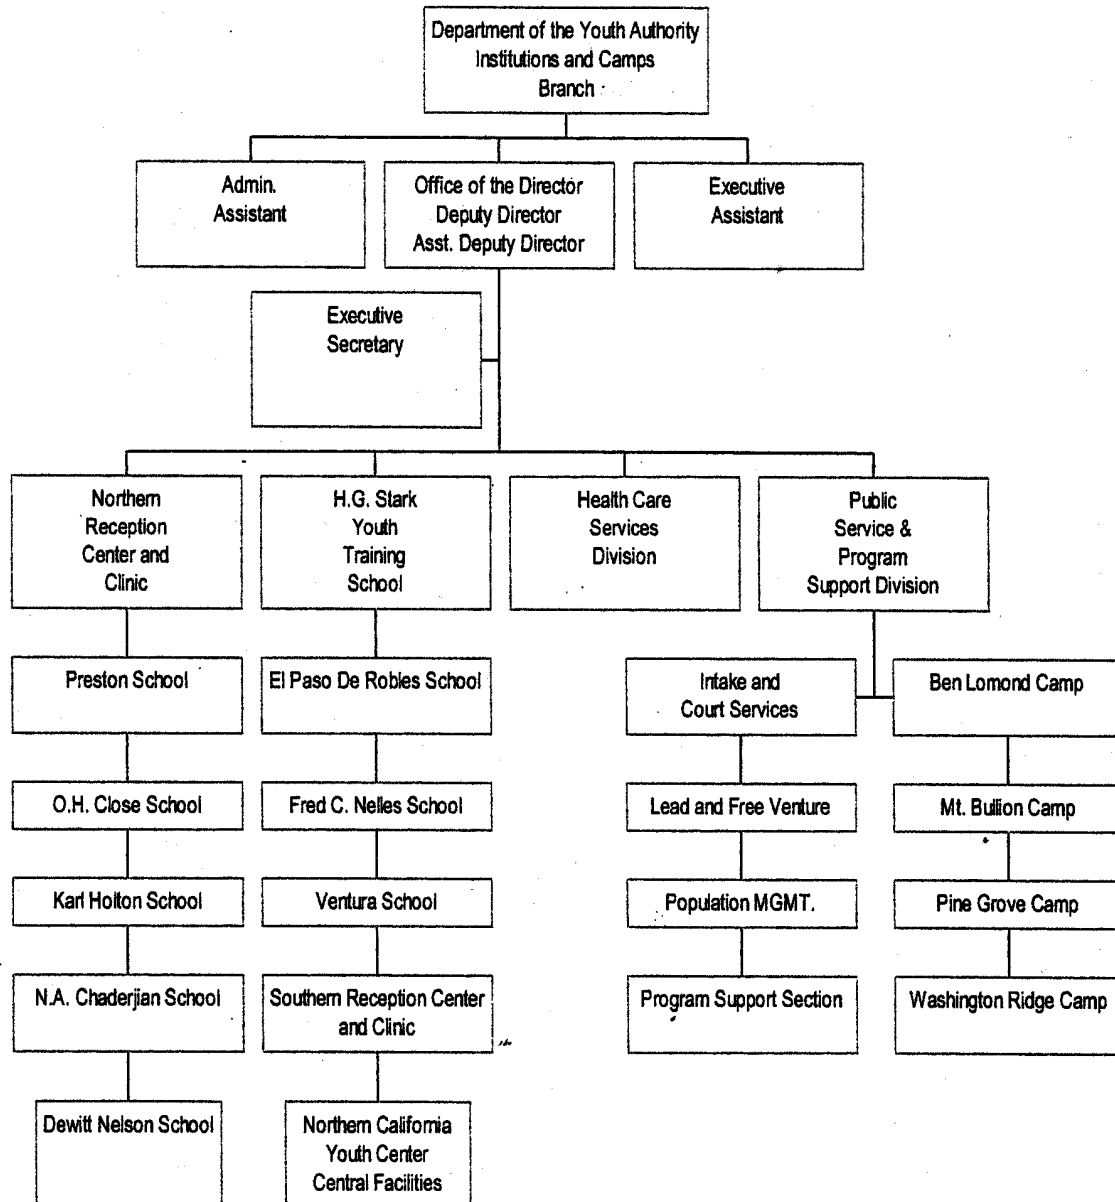 Department of the Youth Authority
Institutions and Camps
Branch
Admin.
Assistant
Office of the Director
Deputy Director
Asst. Deputy Director
Executive
Assistant
Executive
Secretary
Northern
Reception
Center and
Clinic
H.G. Stark
Youth
Training
School
Health Care
Services
Division
Public
Service &
Program
Support Division
Preston School
El Paso De Robles School
Intake and
Court Services
Ben Lomond Camp
O.H. Close School
Fred C. Nelles School
Lead and Free Venture
Mt. Bullion Camp
Karl Holton School
Ventura School
Population MGMT.
Pine Grove Camp
N.A. Chaderjian School
Southern Reception Center
and Clinic
Program Support Section
Washington Ridge Camp
Dewitt Nelson School
Northern California
Youth Center
Central Facilities